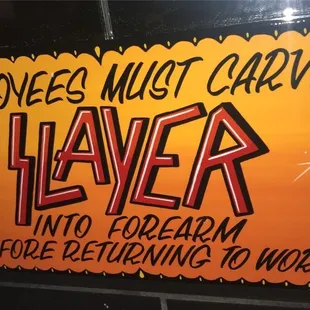 OYEES MUST CARV
SLAYER
INTO FOREARM
FORE RETURNING TO WOR